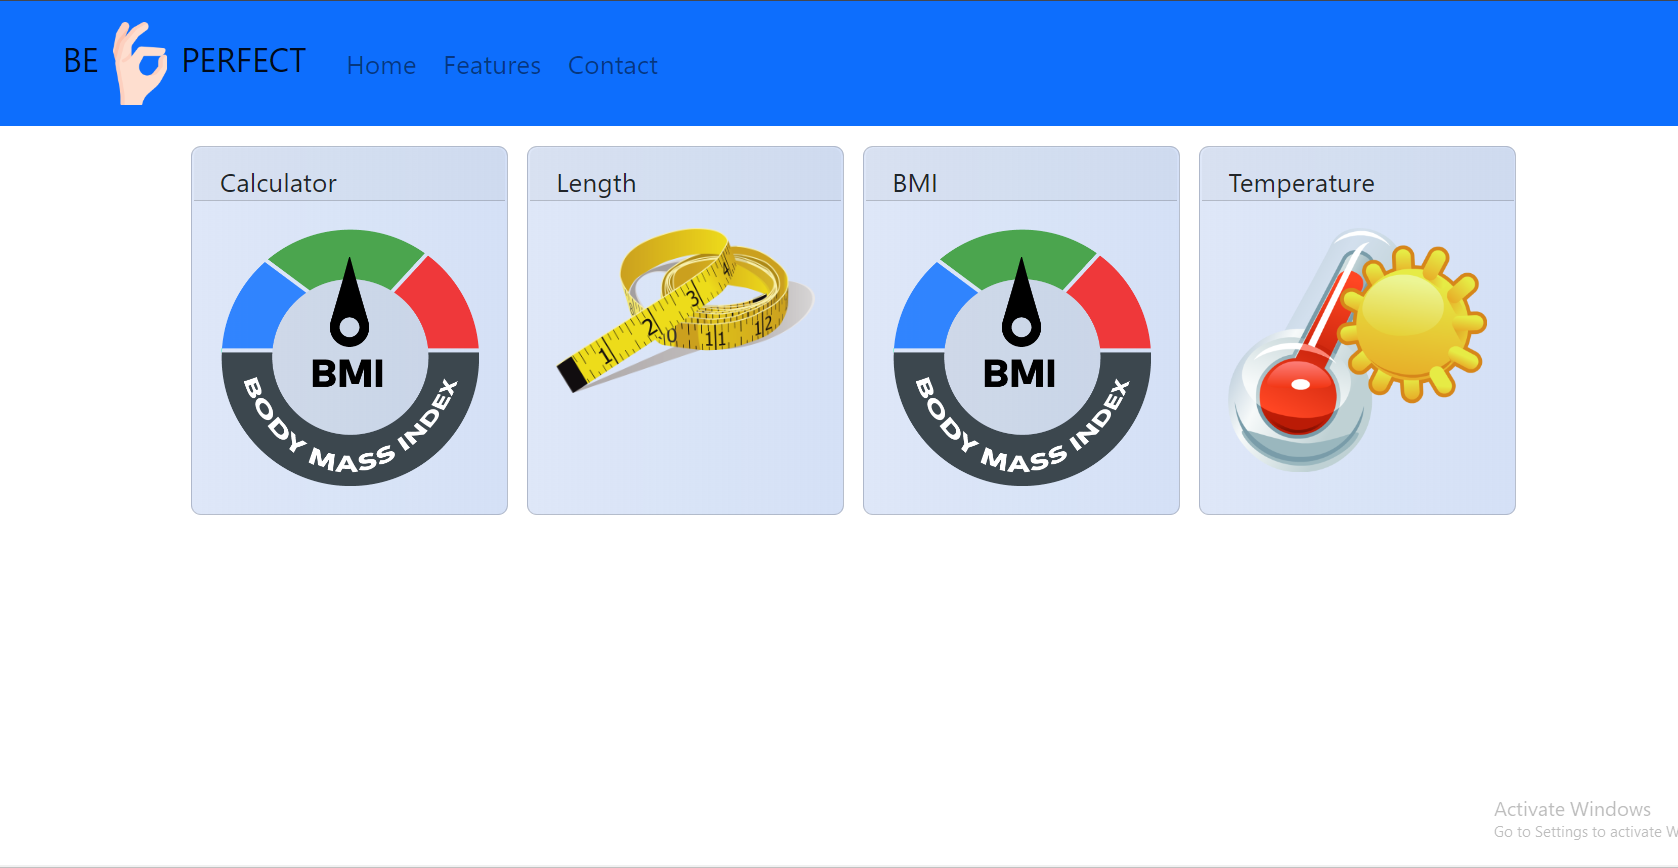 BE PERFECT Home Features Contact
Calculator
Length
BMI
Temperature
BMI
BODY MASS INDEX
1 2 3 4
0 11 12
BMI
BODY MASS INDEX
Activate Windows
Go to Settings to activate W